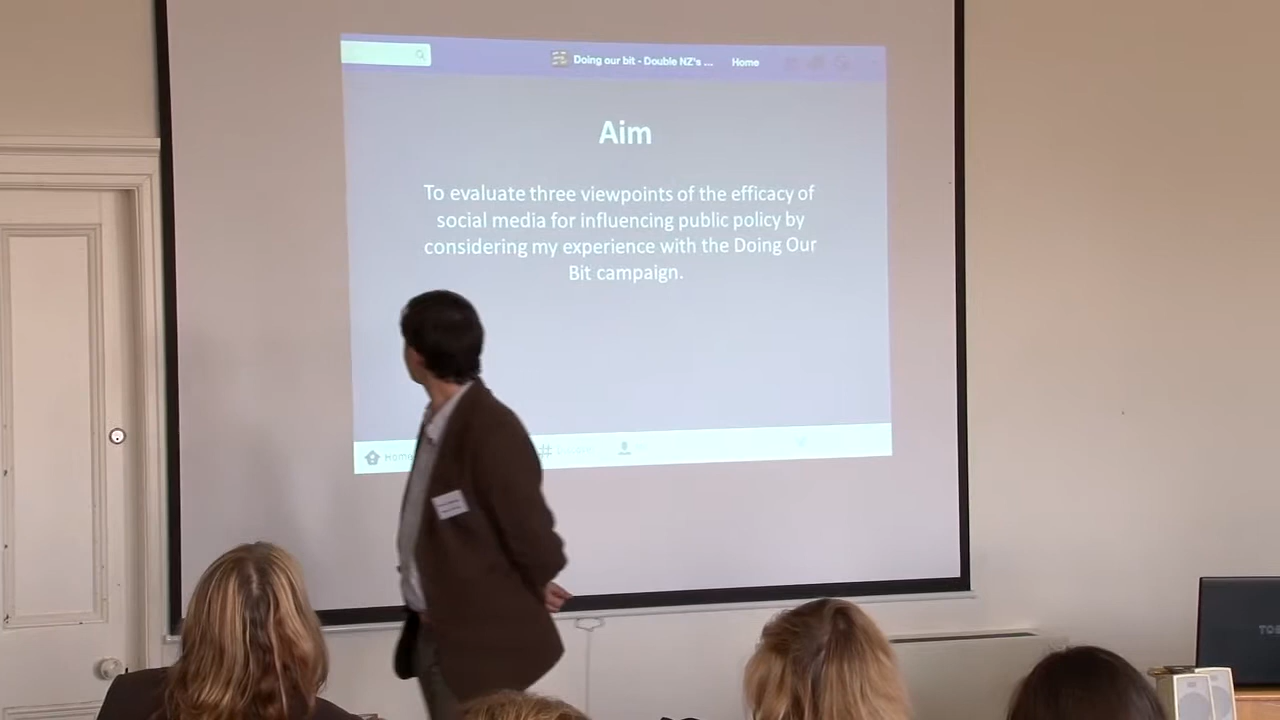 Doing our bit - Double NZ's ...
Home
Aim
To evaluate three viewpoints of the efficacy of
social media for influencing public policy by
considering my experience with the Doing Our
Bit campaign.
#